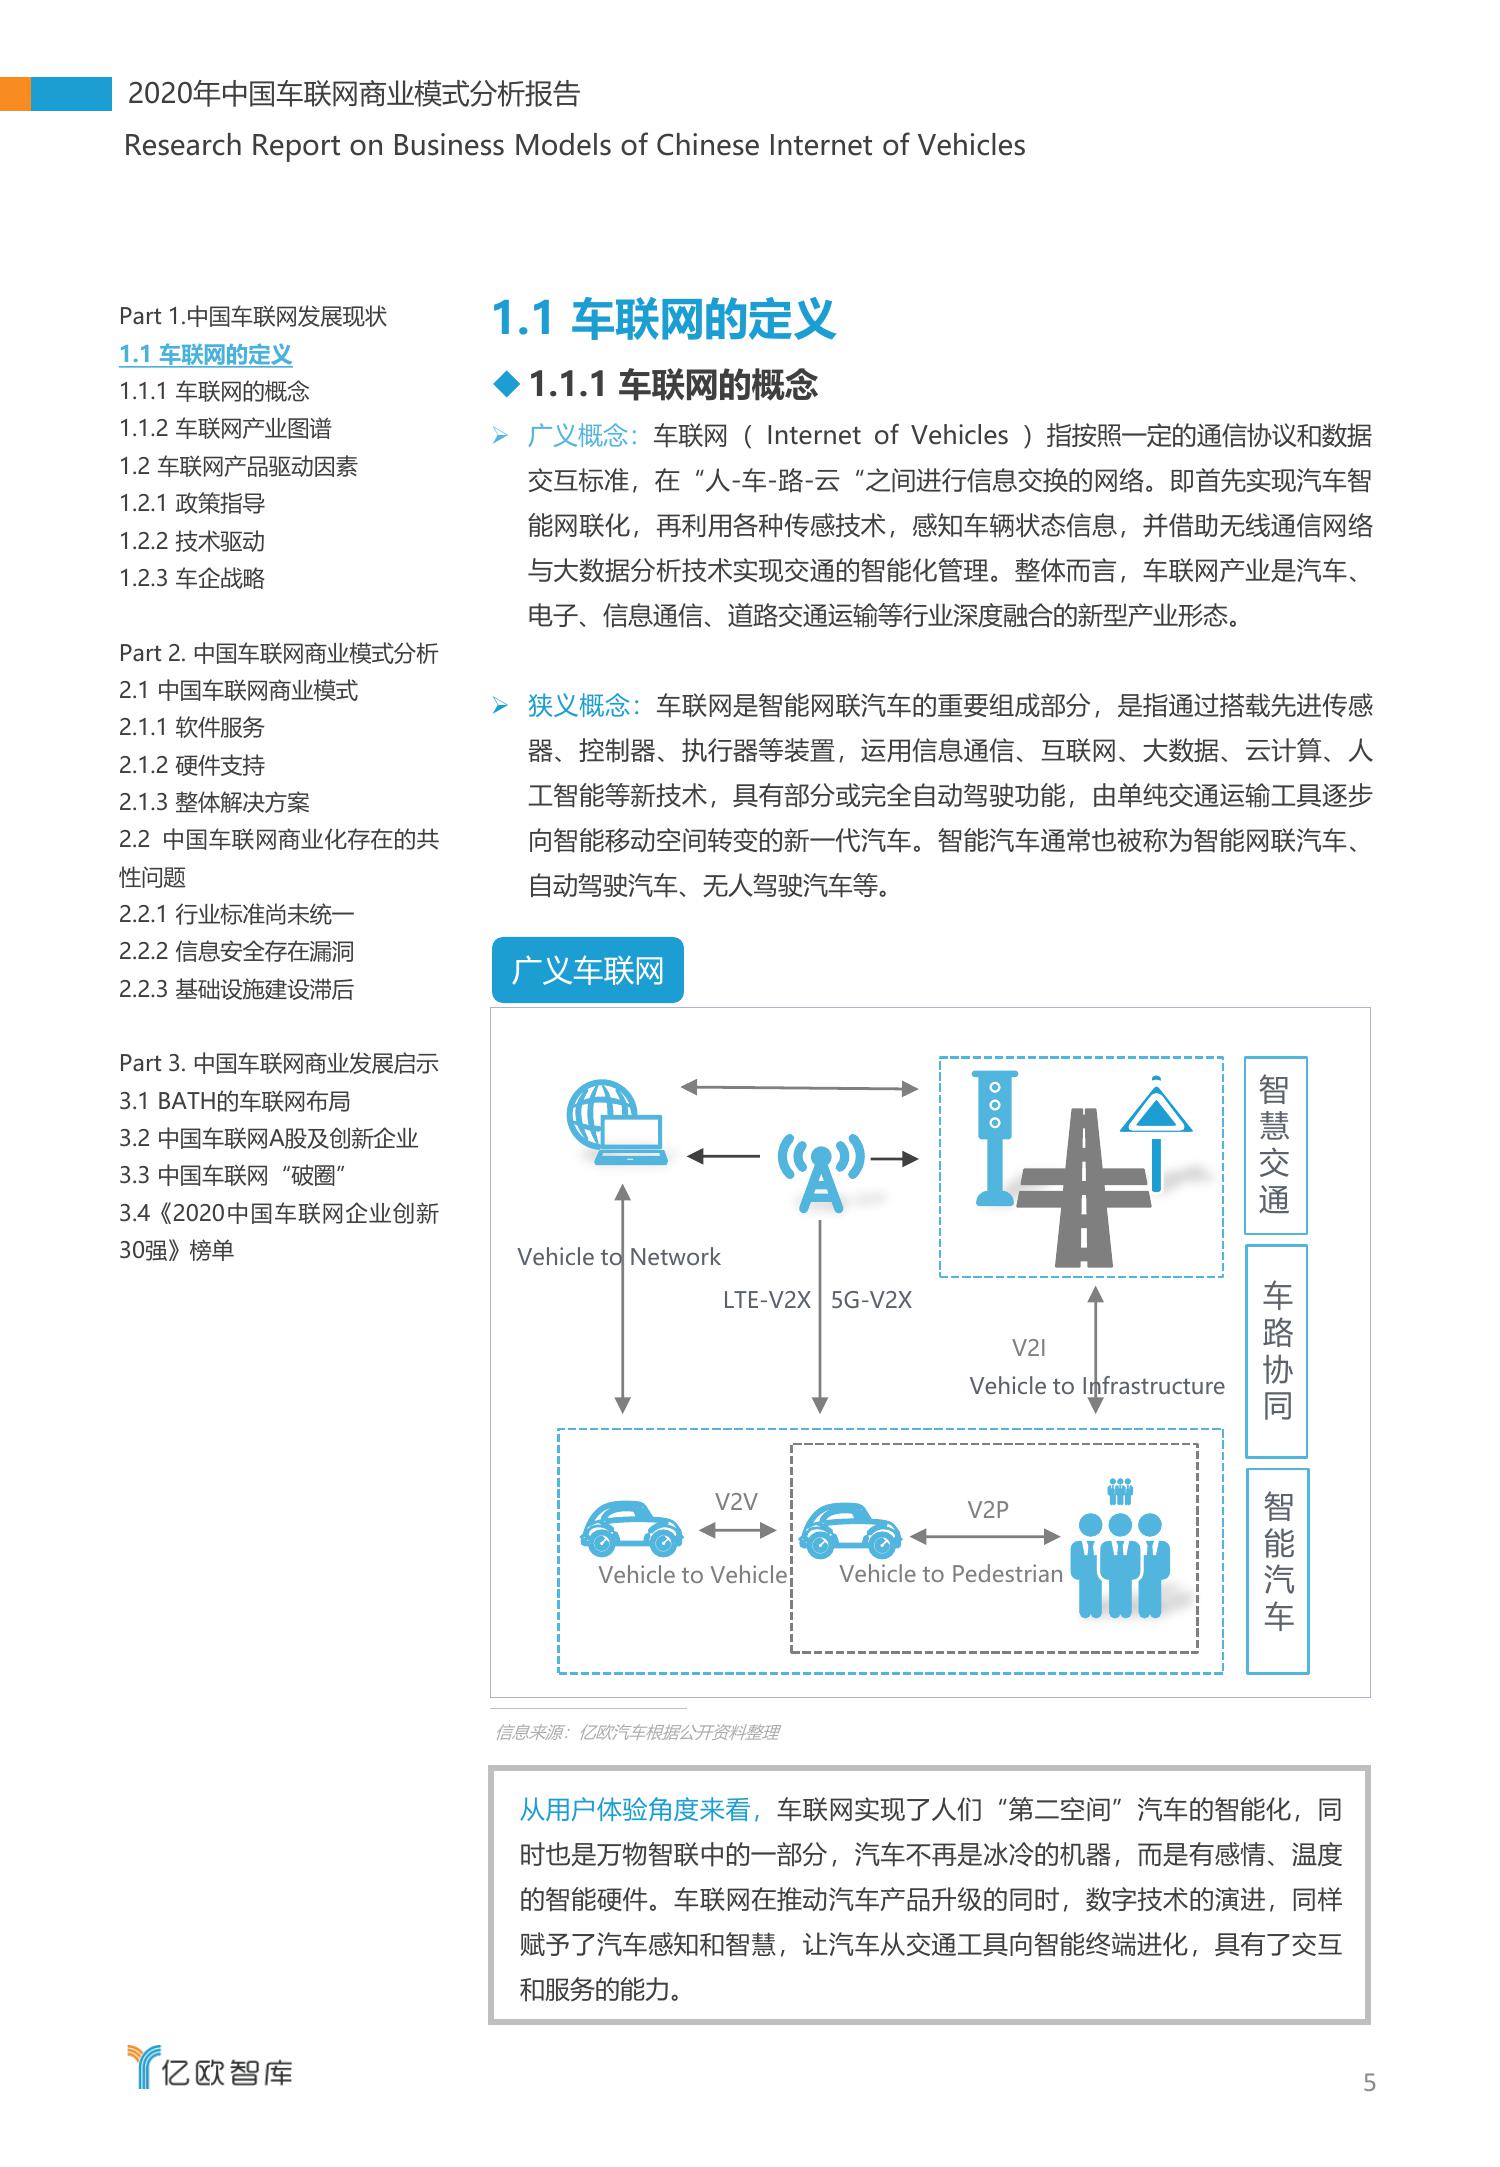 2020年中国车联网商业模式分析报告
Research Report on Business Models of Chinese Internet of Vehicles
Part 1.中国车联网发展现状
1.1 车联网的定义
1.1.1 车联网的概念
1.1.2 车联网产业图谱
1.2 车联网产品驱动因素
1.2.1 政策指导
1.2.2 技术驱动
1.2.3 车企战略
Part 2. 中国车联网商业模式分析
2.1 中国车联网商业模式
2.1.1 软件服务
2.1.2 硬件支持
2.1.3 整体解决方案
2.2 中国车联网商业化存在的共
性问题
2.2.1 行业标准尚未统一
2.2.2 信息安全存在漏洞
2.2.3 基础设施建设滞后
Part 3. 中国车联网商业发展启示
3.1 BATH的车联网布局
3.2 中国车联网A股及创新企业
3.3 中国车联网“破圈”
3.4《2020中国车联网企业创新
30强》榜单
1.1 车联网的定义
◆ 1.1.1 车联网的概念
➢ 广义概念：车联网（ Internet of Vehicles ）指按照一定的通信协议和数据
交互标准，在“人-车-路-云“之间进行信息交换的网络。即首先实现汽车智
能网联化，再利用各种传感技术，感知车辆状态信息，并借助无线通信网络
与大数据分析技术实现交通的智能化管理。整体而言，车联网产业是汽车、
电子、信息通信、道路交通运输等行业深度融合的新型产业形态。
➢ 狭义概念：车联网是智能网联汽车的重要组成部分，是指通过搭载先进传感
器、控制器、执行器等装置，运用信息通信、互联网、大数据、云计算、人
工智能等新技术，具有部分或完全自动驾驶功能，由单纯交通运输工具逐步
向智能移动空间转变的新一代汽车。智能汽车通常也被称为智能网联汽车、
自动驾驶汽车、无人驾驶汽车等。
广义车联网
智慧交通
Vehicle to Network
LTE-V2X 5G-V2X
V2I
Vehicle to Infrastructure
车路协同
V2V
Vehicle to Vehicle
V2P
Vehicle to Pedestrian
智能汽车
信息来源：亿欧汽车根据公开资料整理
从用户体验角度来看，车联网实现了人们“第二空间”汽车的智能化，同
时也是万物智联中的一部分，汽车不再是冰冷的机器，而是有感情、温度
的智能硬件。车联网在推动汽车产品升级的同时，数字技术的演进，同样
赋予了汽车感知和智慧，让汽车从交通工具向智能终端进化，具有了交互
和服务的能力。
亿欧智库
5